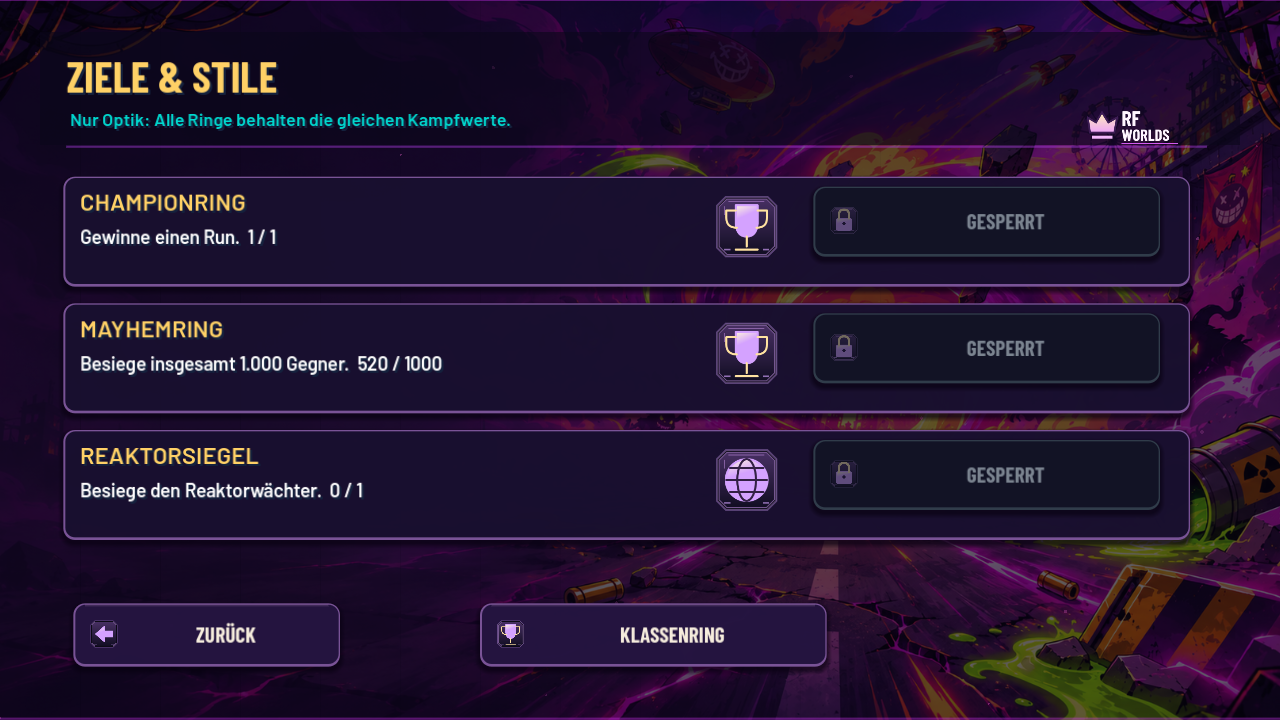 ZIELE & STILE
Nur Optik: Alle Ringe behalten die gleichen Kampfwerte.
RF
WORLDS
CHAMPIONRING
Gewinne einen Run. 1 / 1
GESPERRT
MAYHEMRING
Besiege insgesamt 1.000 Gegner. 520 / 1000
GESPERRT
REAKTORSIEGEL
Besiege den Reaktorwächter. 0 / 1
GESPERRT
ZURÜCK
KLASSENRING